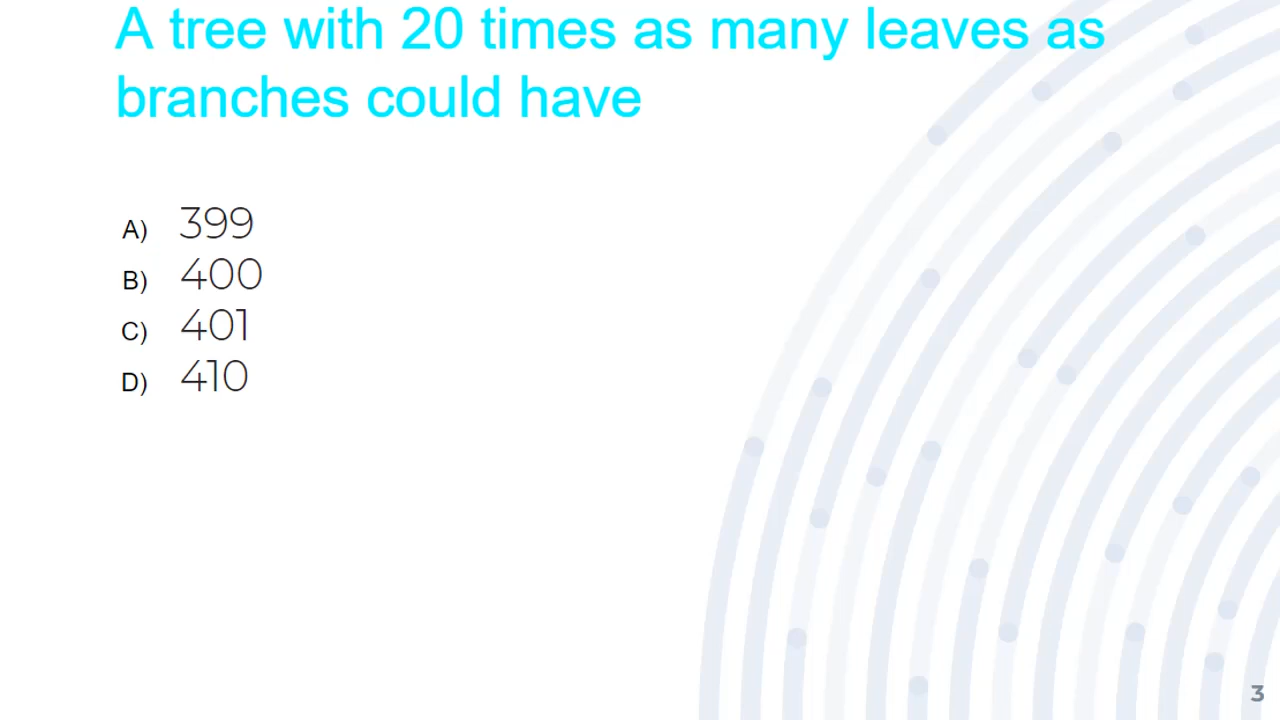 A tree with 20 times as many leaves as
branches could have
A) 399
B) 400
C) 401
D) 410
3